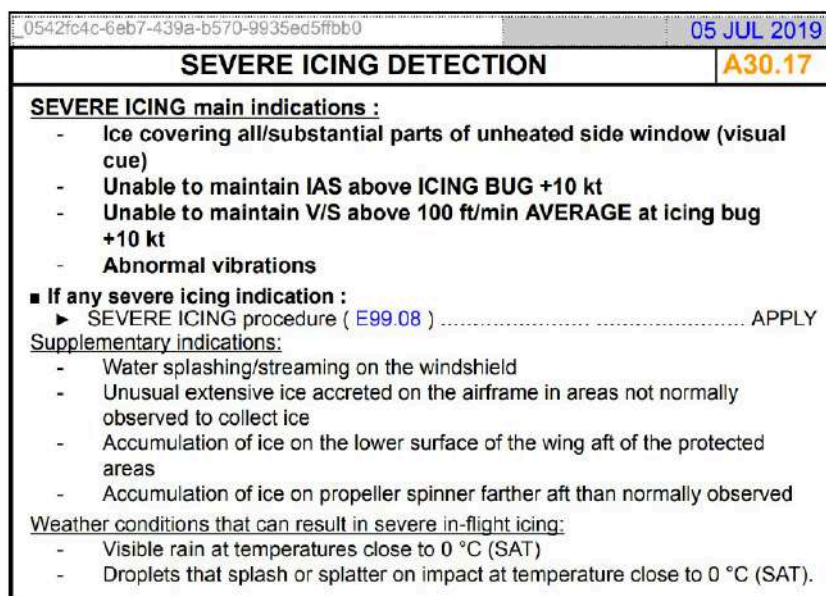 _0542fc4c-6eb7-439a-b570-9935ed5ffbb0 05 JUL 2019
SEVERE ICING DETECTION A30.17
SEVERE ICING main indications :
- Ice covering all/substantial parts of unheated side window (visual
cue)
- Unable to maintain IAS above ICING BUG +10 kt
- Unable to maintain V/S above 100 ft/min AVERAGE at icing bug
+10 kt
- Abnormal vibrations
■ If any severe icing indication :
► SEVERE ICING procedure ( E99.08 ) ....................... ....................... APPLY
Supplementary indications:
- Water splashing/streaming on the windshield
- Unusual extensive ice accreted on the airframe in areas not normally
observed to collect ice
- Accumulation of ice on the lower surface of the wing aft of the protected
areas
- Accumulation of ice on propeller spinner farther aft than normally observed
Weather conditions that can result in severe in-flight icing:
- Visible rain at temperatures close to 0 °C (SAT)
- Droplets that splash or splatter on impact at temperature close to 0 °C (SAT).